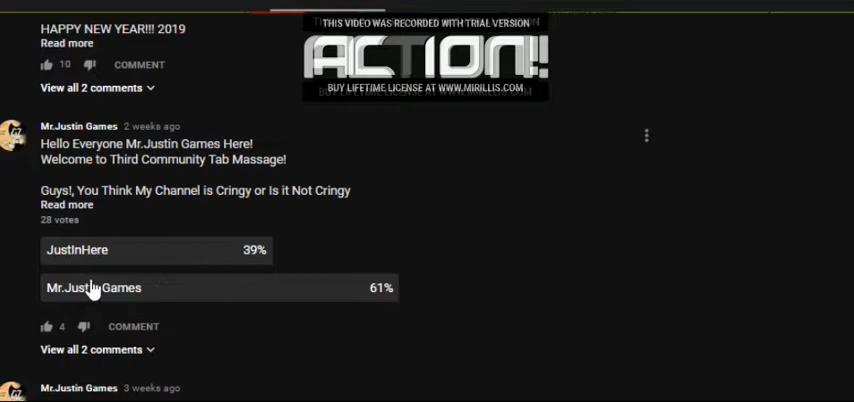 HAPPY NEW YEAR!!! 2019
Read more
10 COMMENT
View all 2 comments
THIS VIDEO WAS RECORDED WITH TRIAL VERSION
ACTION!!
BUY LIFETIME LICENSE AT WWW.MIRILLIS.COM
Mr.Justin Games 2 weeks ago
Hello Everyone Mr.Justin Games Here!
Welcome to Third Community Tab Massage!
Guys!, You Think My Channel is Cringy or Is it Not Cringy
Read more
28 votes
JustInHere 39%
Mr.Justin Games 61%
4 COMMENT
View all 2 comments
Mr.Justin Games 3 weeks ago